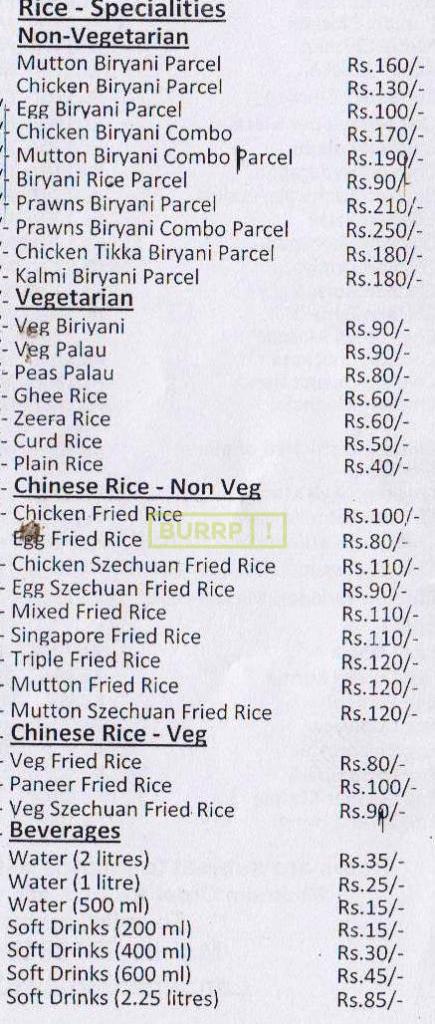 Rice - Specialities
Non-Vegetarian
Mutton Biryani Parcel Rs.160/-
Chicken Biryani Parcel Rs.130/-
Egg Biryani Parcel Rs.100/-
Chicken Biryani Combo Rs.170/-
Mutton Biryani Combo Parcel Rs.190/-
Biryani Rice Parcel Rs.90/-
Prawns Biryani Parcel Rs.210/-
Prawns Biryani Combo Parcel Rs.250/-
Chicken Tikka Biryani Parcel Rs.180/-
Kalmi Biryani Parcel Rs.180/-
Vegetarian
Veg Biriyani Rs.90/-
Veg Palau Rs.90/-
Peas Palau Rs.80/-
Ghee Rice Rs.60/-
Zeera Rice Rs.60/-
Curd Rice Rs.50/-
Plain Rice Rs.40/-
Chinese Rice - Non Veg
Chicken Fried Rice Rs.100/-
BURRP!
Egg Fried Rice Rs.80/-
Chicken Szechuan Fried Rice Rs.110/-
Egg Szechuan Fried Rice Rs.90/-
Mixed Fried Rice Rs.110/-
Singapore Fried Rice Rs.110/-
Triple Fried Rice Rs.120/-
Mutton Fried Rice Rs.120/-
Mutton Szechuan Fried Rice Rs.120/-
Chinese Rice - Veg
Veg Fried Rice Rs.80/-
Paneer Fried Rice Rs.100/-
Veg Szechuan Fried Rice Rs.90/-
Beverages
Water (2 litres) Rs.35/-
Water (1 litre) Rs.25/-
Water (500 ml) Rs.15/-
Soft Drinks (200 ml) Rs.15/-
Soft Drinks (400 ml) Rs.30/-
Soft Drinks (600 ml) Rs.45/-
Soft Drinks (2.25 litres) Rs.85/-